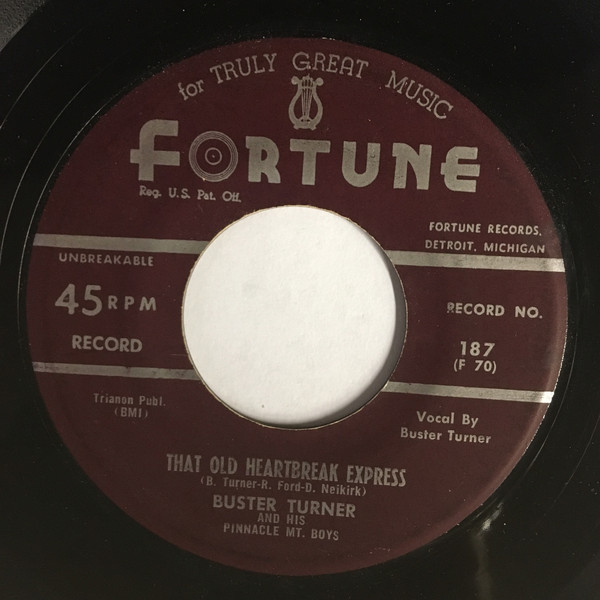 for TRULY GREAT MUSIC
FORTUNE
Reg. U.S. Pat. Off.
FORTUNE RECORDS,
DETROIT, MICHIGAN
UNBREAKABLE
45 RPM
RECORD
RECORD NO.
187
(F 70)
Trianon Publ.
(BMI)
Vocal By
Buster Turner
THAT OLD HEARTBREAK EXPRESS
(B. Turner-R. Ford-D. Neikirk)
BUSTER TURNER
AND HIS
PINNACLE MT. BOYS